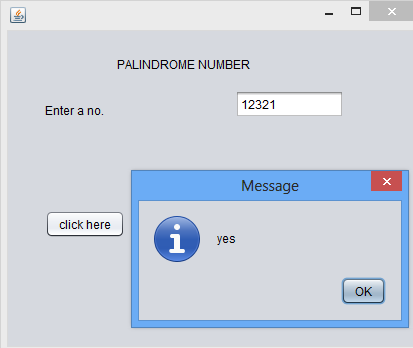 PALINDROME NUMBER
Enter a no.
12321
Message
click here
yes
OK